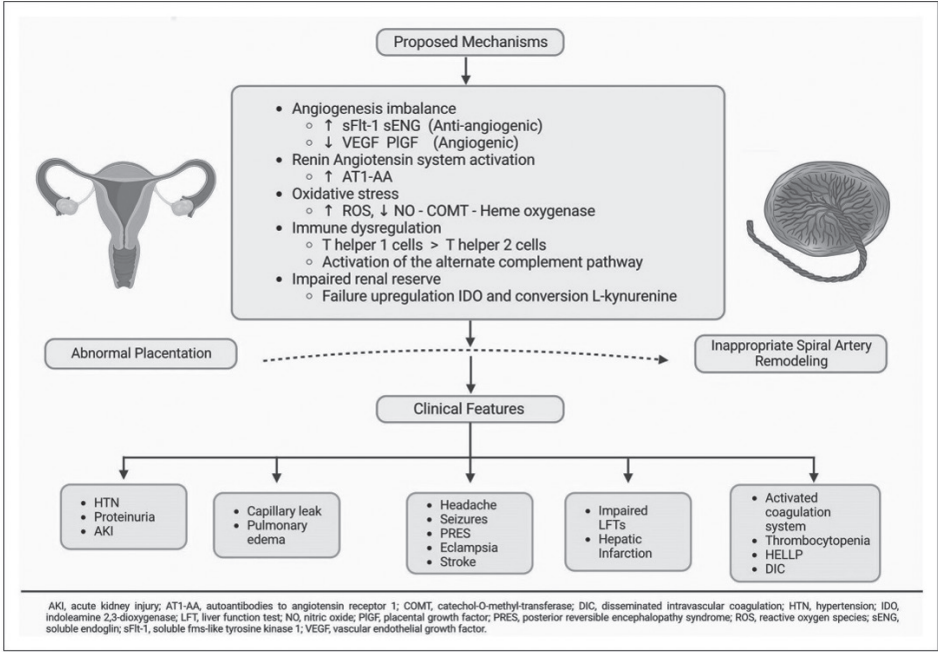 Proposed Mechanisms
• Angiogenesis imbalance
○ ↑ sFlt-1 sENG (Anti-angiogenic)
○ ↓ VEGF PlGF (Angiogenic)
• Renin Angiotensin system activation
○ ↑ AT1-AA
• Oxidative stress
○ ↑ ROS, ↓ NO - COMT - Heme oxygenase
• Immune dysregulation
○ T helper 1 cells > T helper 2 cells
○ Activation of the alternate complement pathway
• Impaired renal reserve
○ Failure upregulation IDO and conversion L-kynurenine
Abnormal Placentation
Inappropriate Spiral Artery
Remodeling
Clinical Features
• HTN
• Proteinuria
• AKI
• Capillary leak
• Pulmonary
edema
• Headache
• Seizures
• PRES
• Eclampsia
• Stroke
• Impaired
LFTs
• Hepatic
Infarction
• Activated
coagulation
system
• Thrombocytopenia
• HELLP
• DIC
AKI, acute kidney injury; AT1-AA, autoantibodies to angiotensin receptor 1; COMT, catechol-O-methyl-transferase; DIC, disseminated intravascular coagulation; HTN, hypertension; IDO,
indoleamine 2,3-dioxygenase; LFT, liver function test; NO, nitric oxide; PlGF, placental growth factor; PRES, posterior reversible encephalopathy syndrome; ROS, reactive oxygen species; sENG,
soluble endoglin; sFlt-1, soluble fms-like tyrosine kinase 1; VEGF, vascular endothelial growth factor.